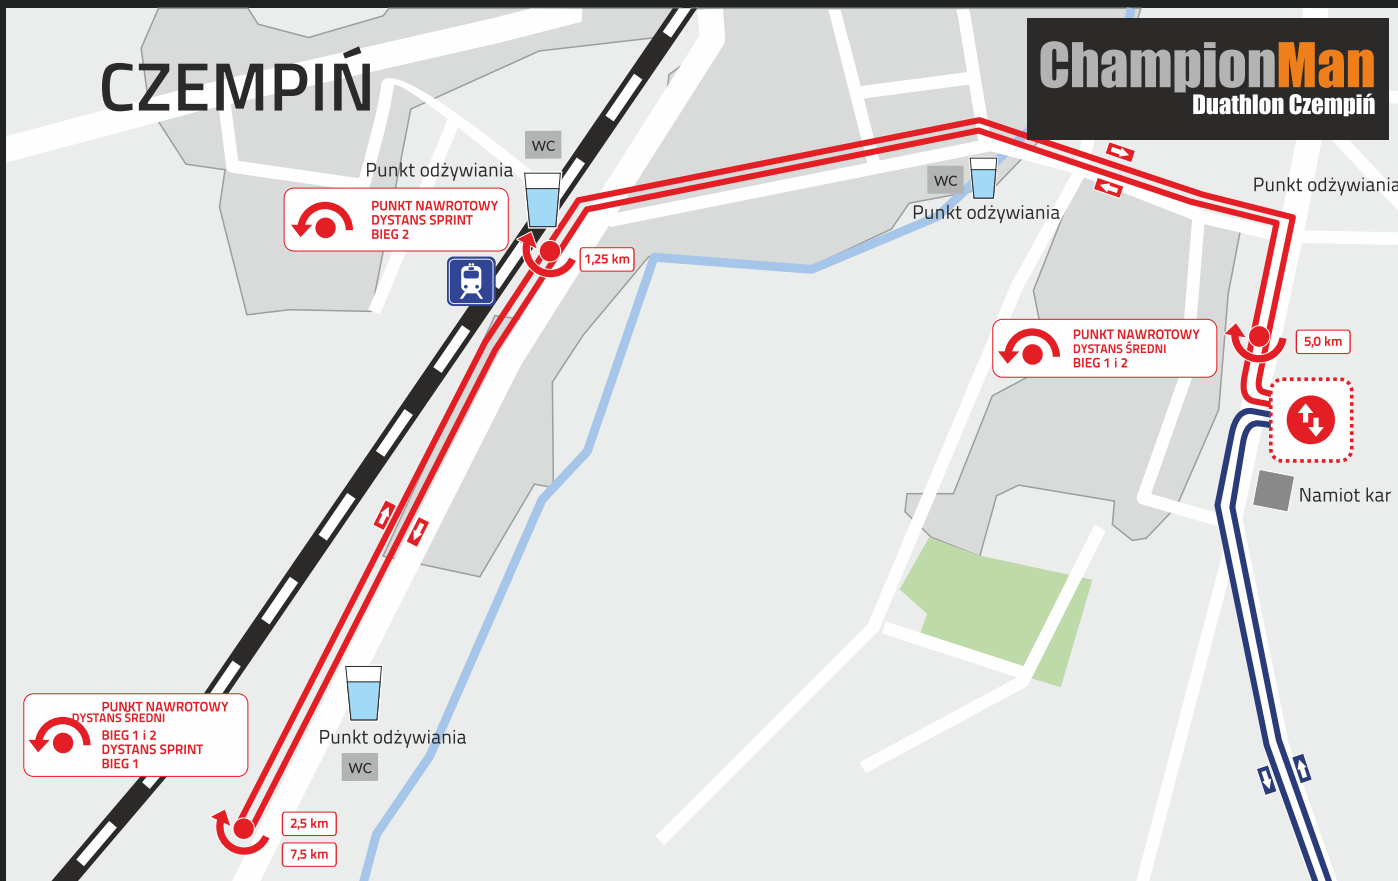 CZEMPIŃ
ChampionMan
Duathlon Czempiń
WC
Punkt odżywiania
PUNKT NAWROTOWY
DYSTANS SPRINT
BIEG 2
1,25 km
WC
Punkt odżywiania
Punkt odżywiania
PUNKT NAWROTOWY
DYSTANS ŚREDNI
BIEG 1 i 2
5,0 km
Namiot kar
PUNKT NAWROTOWY
DYSTANS ŚREDNI
BIEG 1 i 2
DYSTANS SPRINT
BIEG 1
Punkt odżywiania
WC
2,5 km
7,5 km